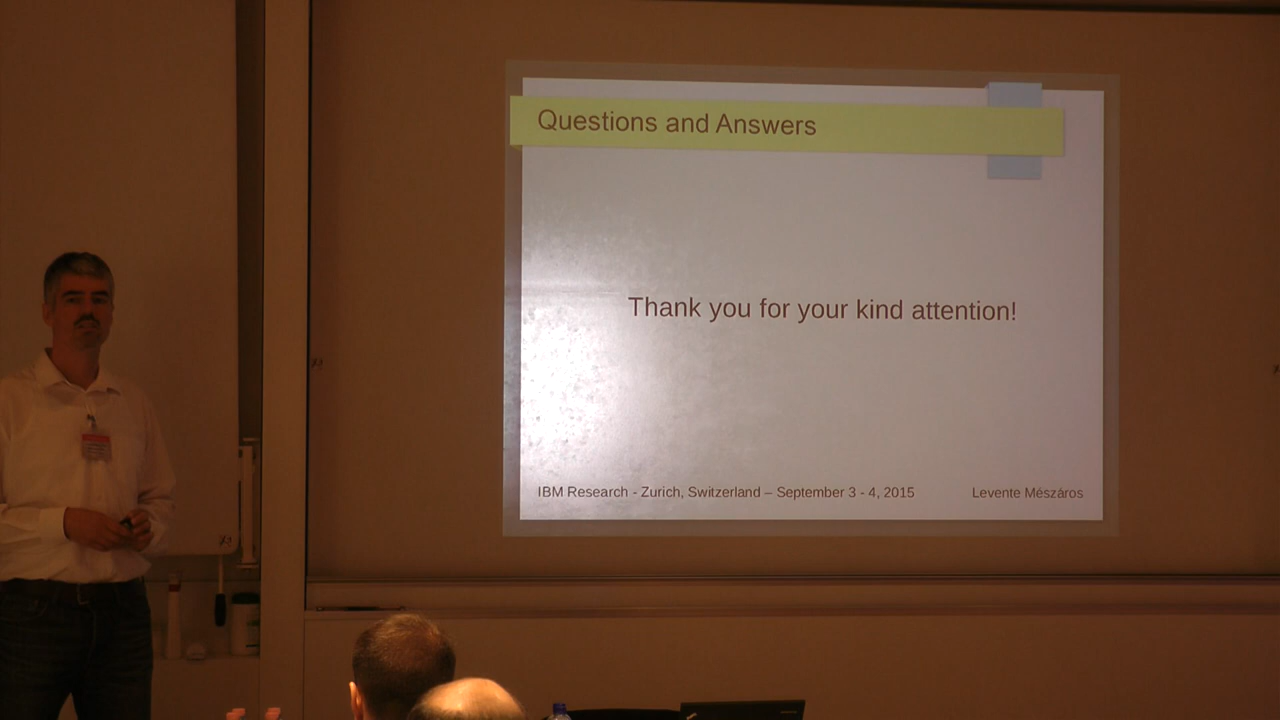 Questions and Answers
Thank you for your kind attention!
IBM Research - Zurich, Switzerland – September 3 - 4, 2015
Levente Mészáros